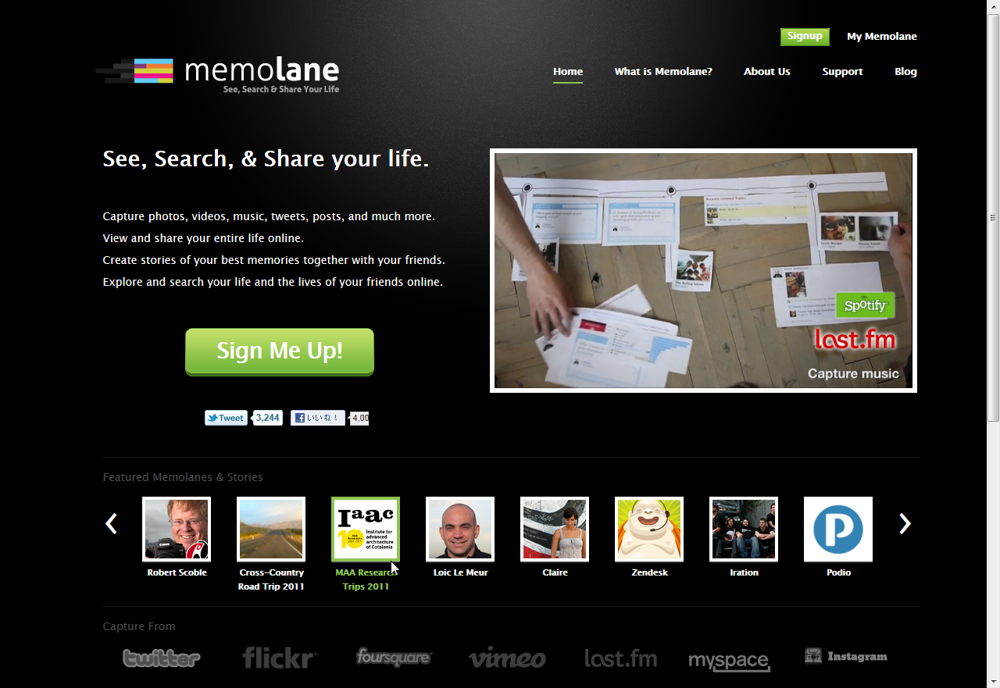 Signup
My Memolane
memolane
See, Search & Share Your Life
Home
What is Memolane?
About Us
Support
Blog
See, Search, & Share your life.
Capture photos, videos, music, tweets, posts, and much more.
View and share your entire life online.
Create stories of your best memories together with your friends.
Explore and search your life and the lives of your friends online.
Sign Me Up!
Recently Listened Tracks
Spotify
last.fm
Capture music
Tweet
3,244
いいね！
4,00
Featured Memolanes & Stories
Iaac
10
Institute for
advanced
architecture
of Catalonia
Robert Scoble
Cross-Country
Road Trip 2011
MAA Research
Trips 2011
Loic Le Meur
Claire
Zendesk
Iration
Podio
Capture From
twitter
flickr
foursquare
vimeo
last.fm
myspace
Instagram